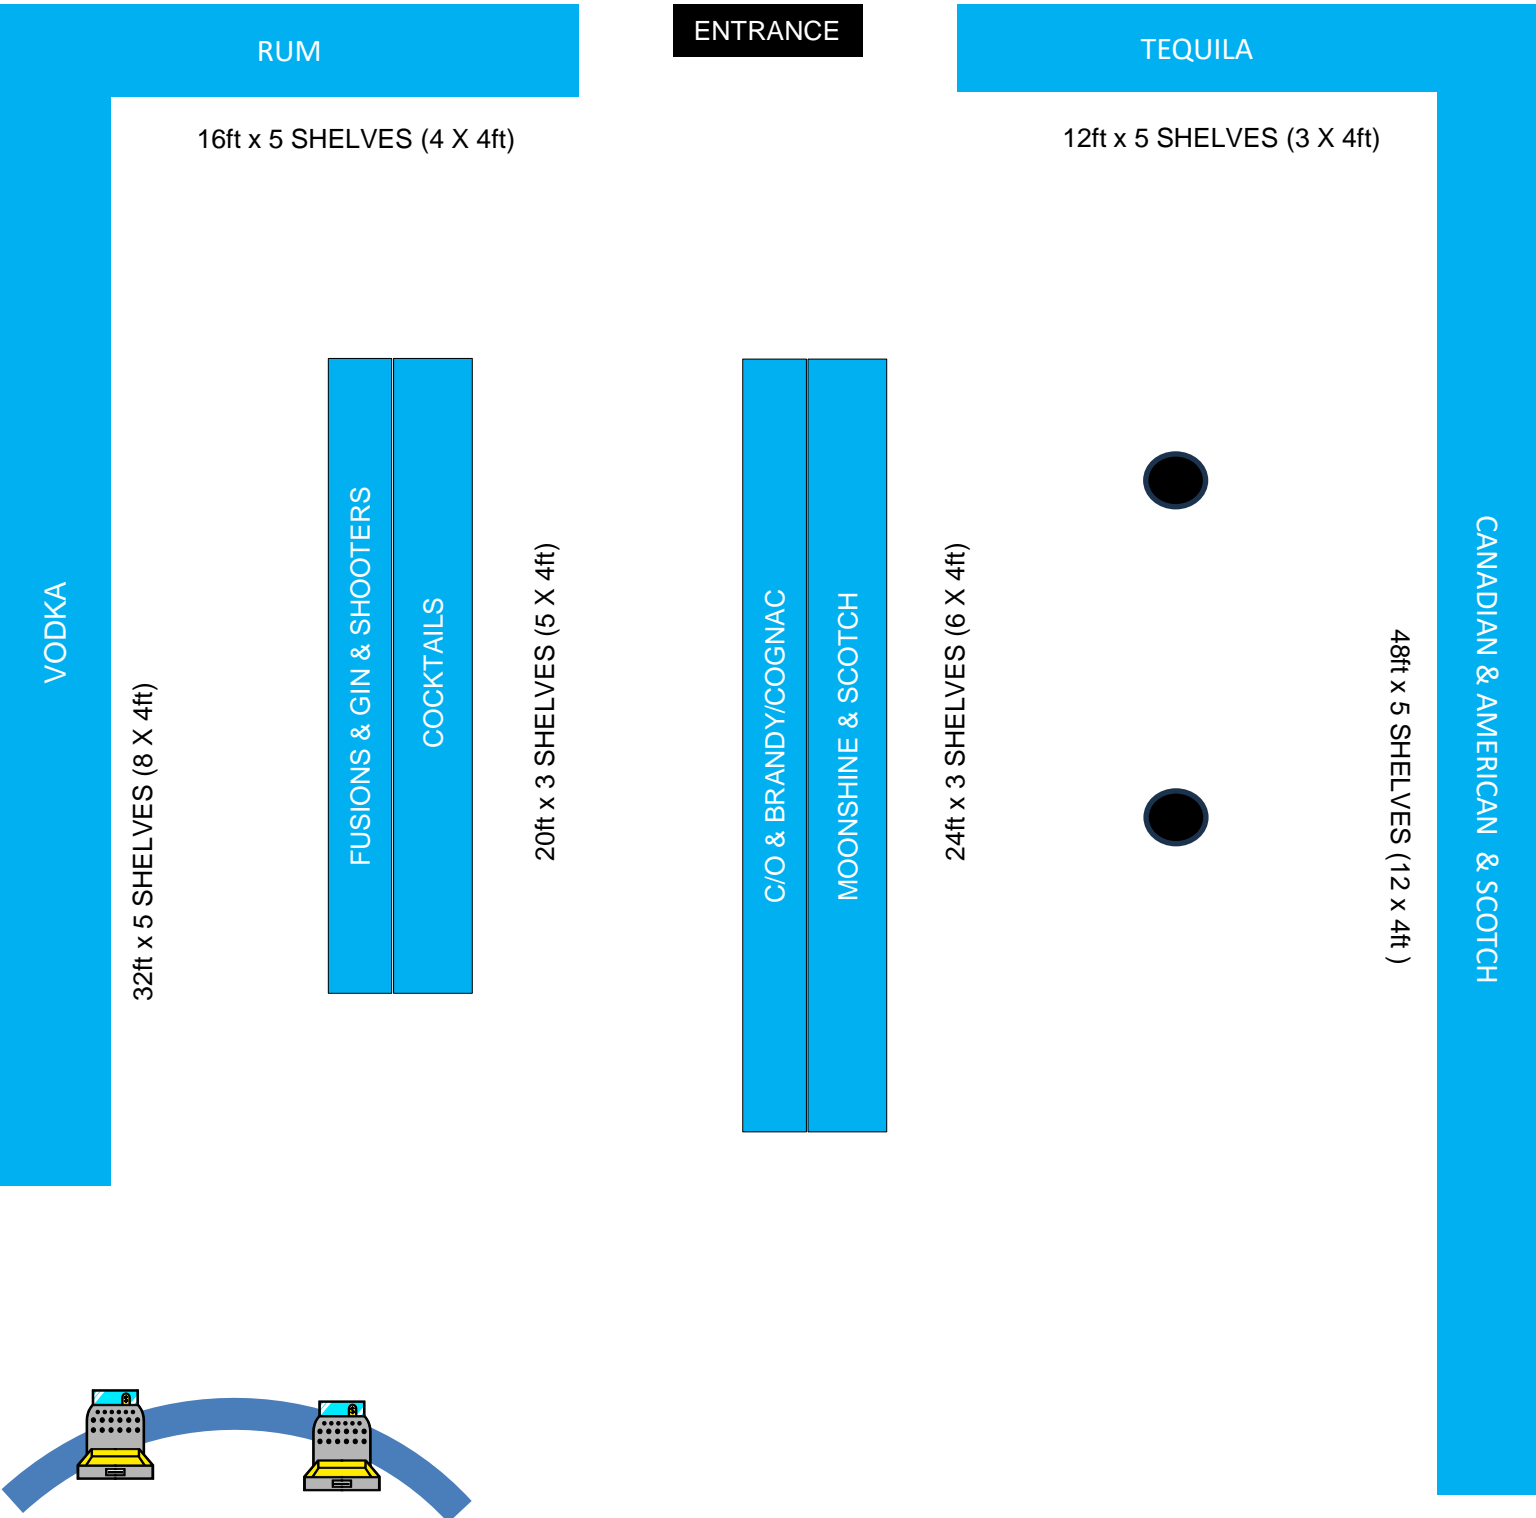 RUM
ENTRANCE
TEQUILA
16ft x 5 SHELVES (4 X 4ft)
12ft x 5 SHELVES (3 X 4ft)
VODKA
32ft x 5 SHELVES (8 X 4ft)
FUSIONS & GIN & SHOOTERS
COCKTAILS
20ft x 3 SHELVES (5 X 4ft)
C/O & BRANDY/COGNAC
MOONSHINE & SCOTCH
24ft x 3 SHELVES (6 X 4ft)
48ft x 5 SHELVES (12 x 4ft )
CANADIAN & AMERICAN & SCOTCH